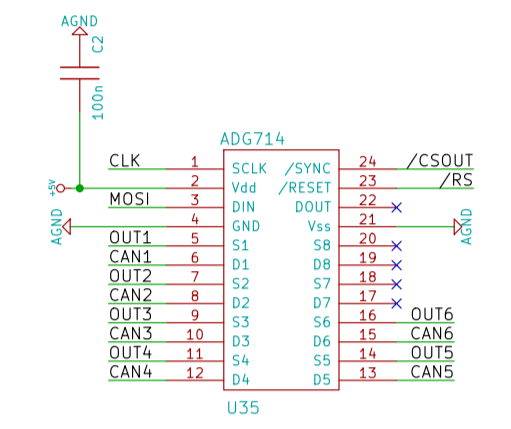 AGND
C2
100n
ADG714
CLK 1 SCLK /SYNC 24 /CSOUT
+5V 2 Vdd /RESET 23 /RS
MOSI 3 DIN DOUT 22
AGND 4 GND Vss 21 AGND
OUT1 5 S1 S8 20
CAN1 6 D1 D8 19
OUT2 7 S2 S7 18
CAN2 8 D2 D7 17
OUT3 9 S3 S6 16 OUT6
CAN3 10 D3 D6 15 CAN6
OUT4 11 S4 S5 14 OUT5
CAN4 12 D4 D5 13 CAN5
U35